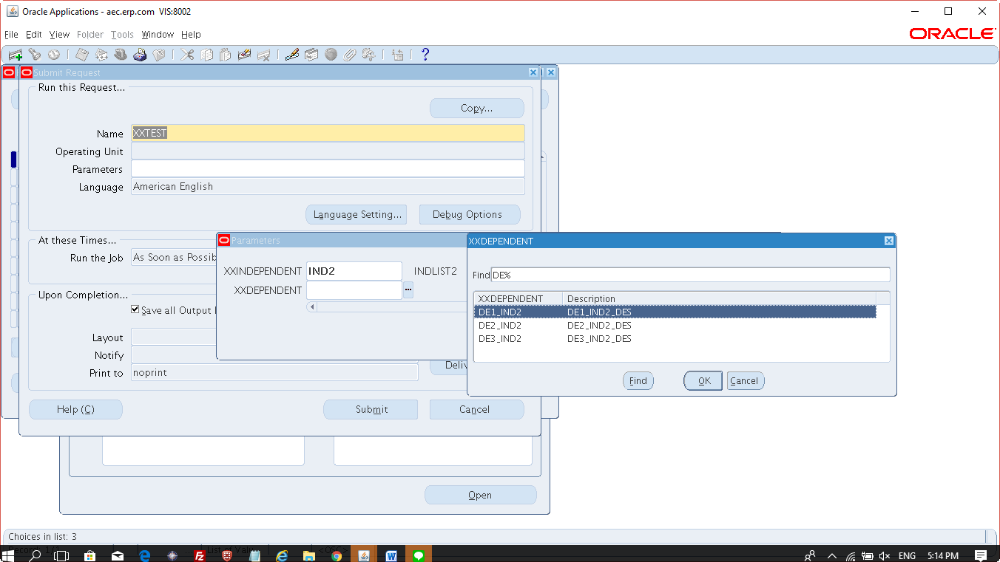 Oracle Applications - aec.erp.com VIS:8002
File Edit View Folder Tools Window Help
ORACLE
Submit Request
Run this Request...
Copy...
Name XXTEST
Operating Unit
Parameters
Language American English
Language Setting... Debug Options
At these Times...
Run the Job As Soon as Possib
Parameters
XXINDEPENDENT IND2 INDLIST2
XXDEPENDENT
XXDEPENDENT
Find DE%
XXDEPENDENT Description
DE1_IND2 DE1_IND2_DES
DE2_IND2 DE2_IND2_DES
DE3_IND2 DE3_IND2_DES
Find OK Cancel
Upon Completion...
Save all Output
Layout
Notify
Print to noprint
Deliv
Help (C) Submit Cancel
Open
Choices in list: 3
ENG 5:14 PM